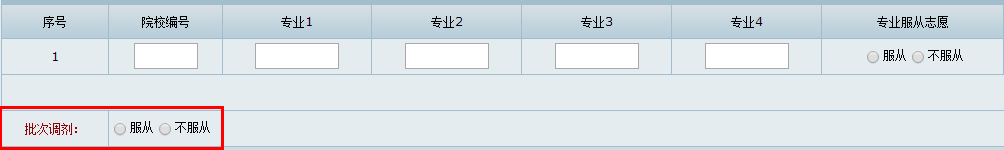 序号 院校编号 专业1 专业2 专业3 专业4 专业服从志愿
1 服从 不服从
批次调剂： 服从 不服从